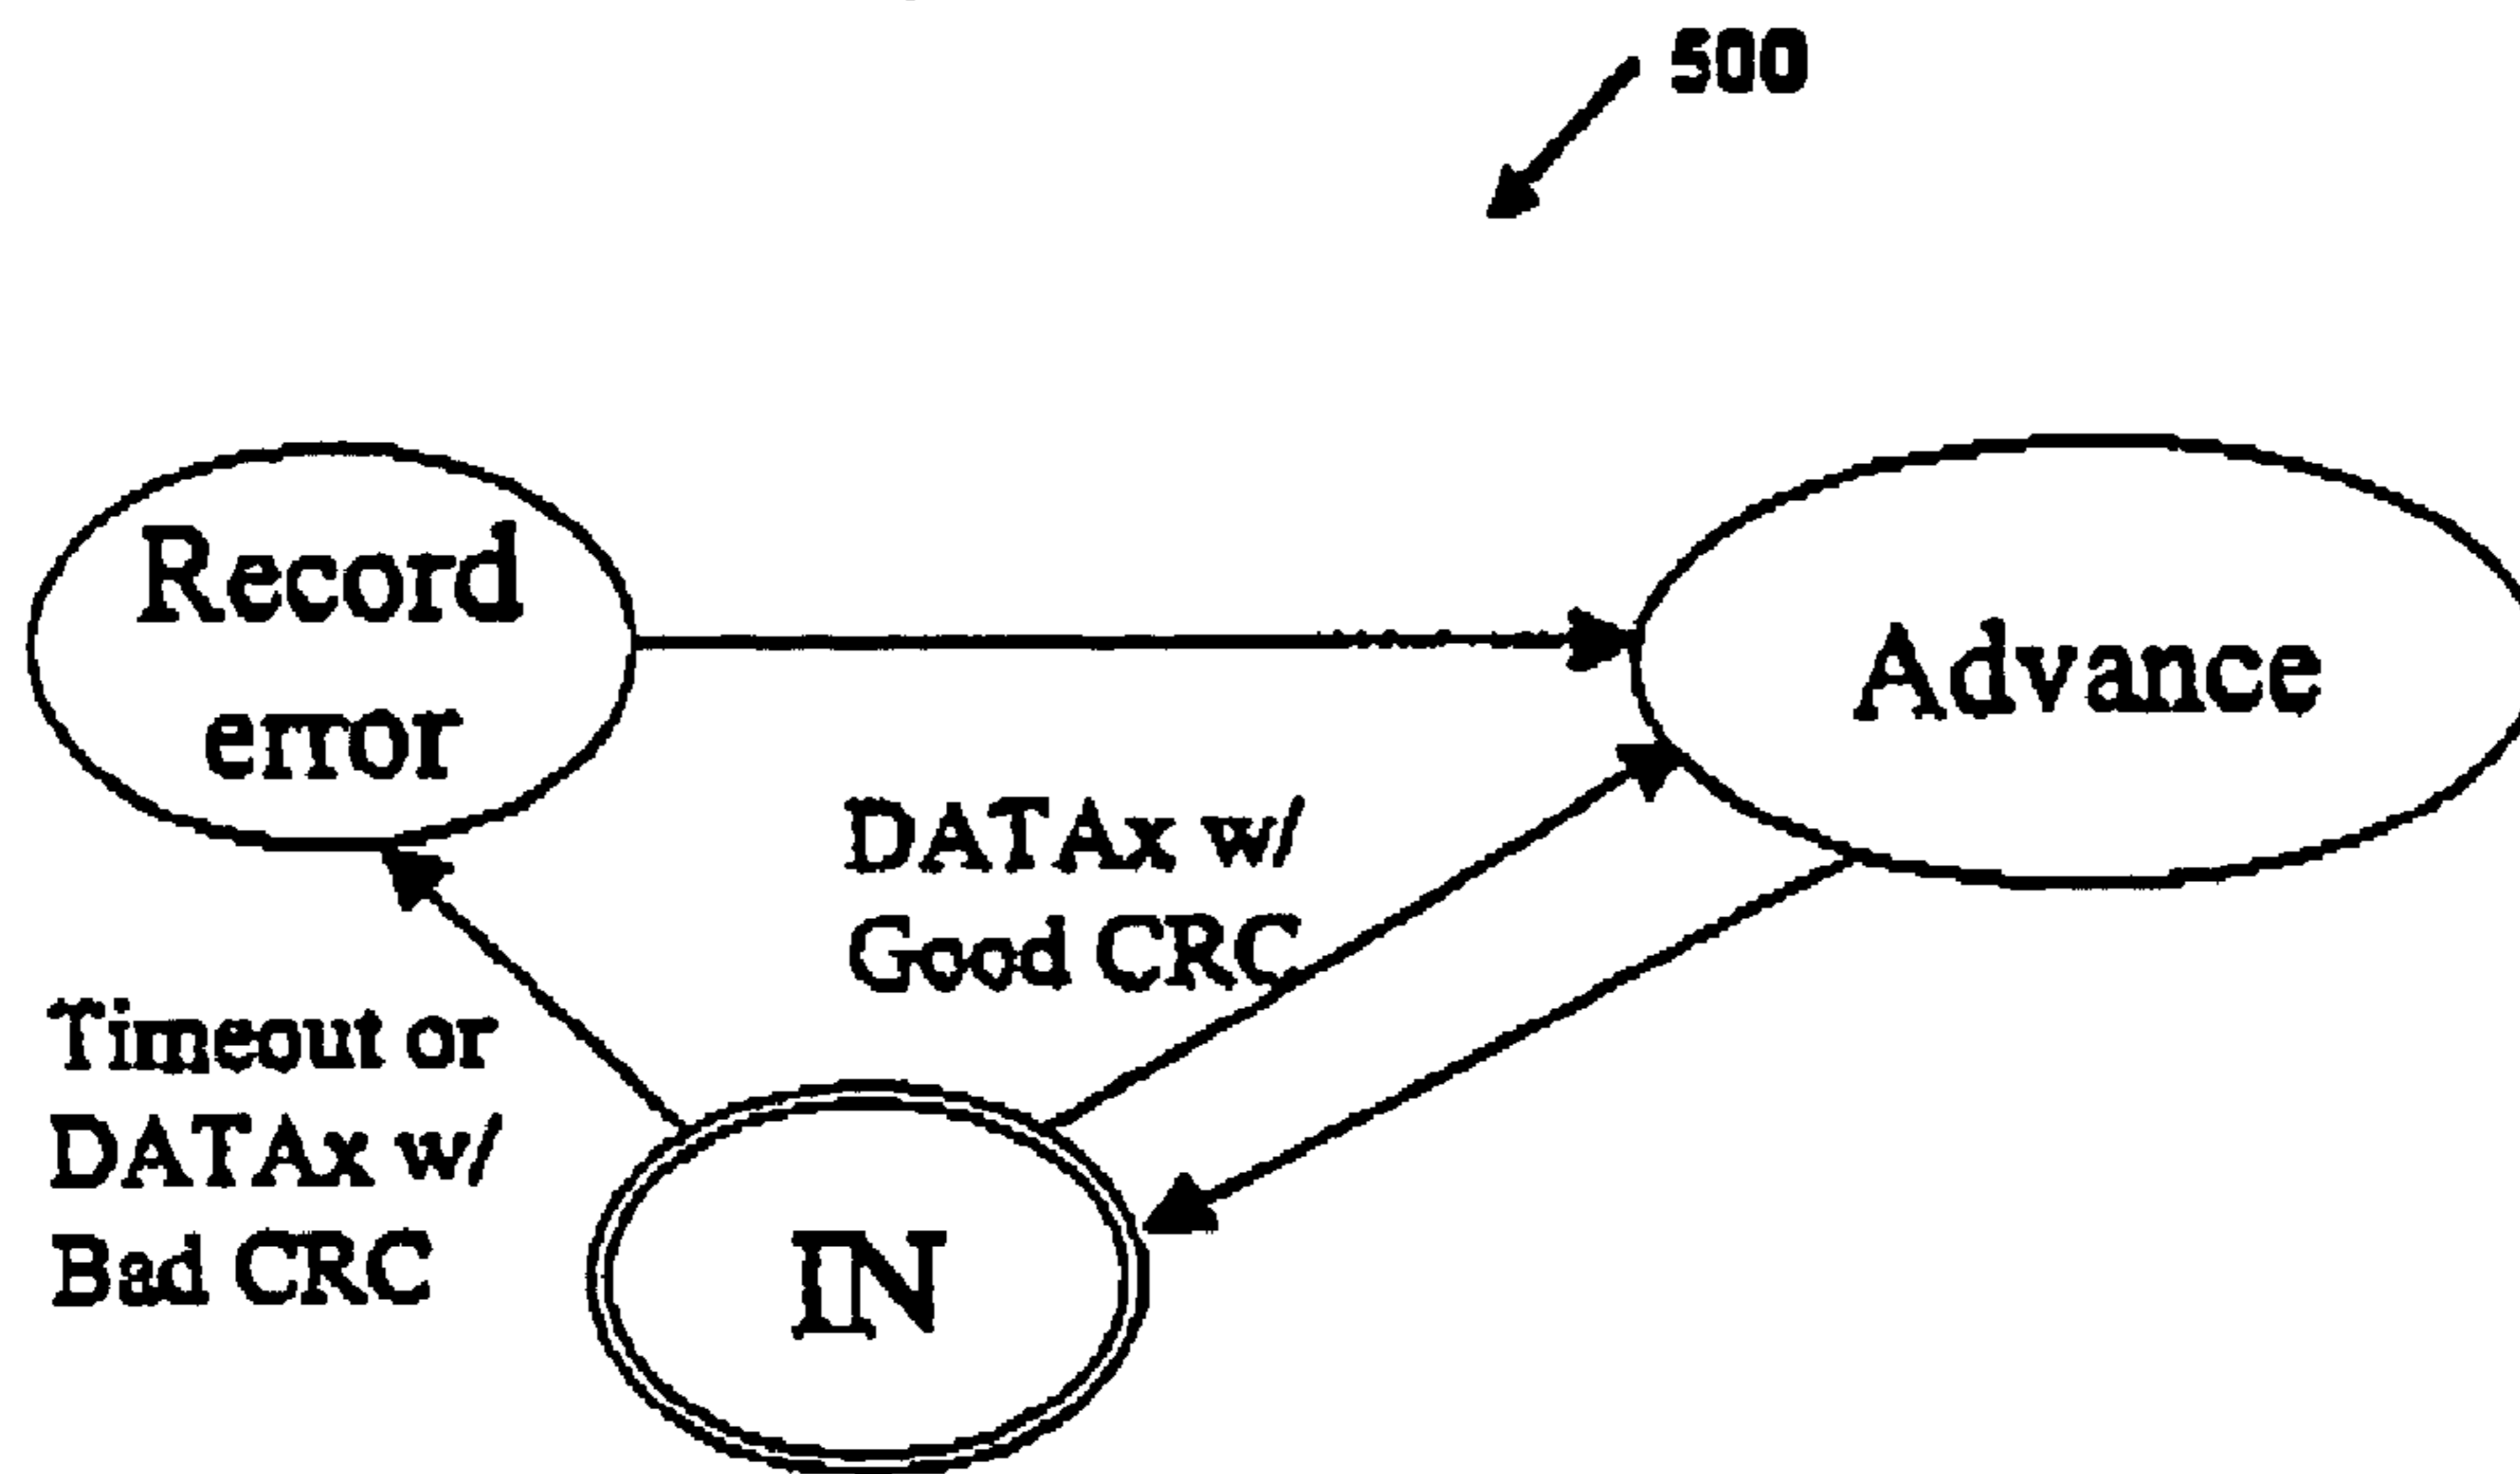 500
Record
error
Advance
DATAx w/
Good CRC
Timeout or
DATAx w/
Bad CRC
IN